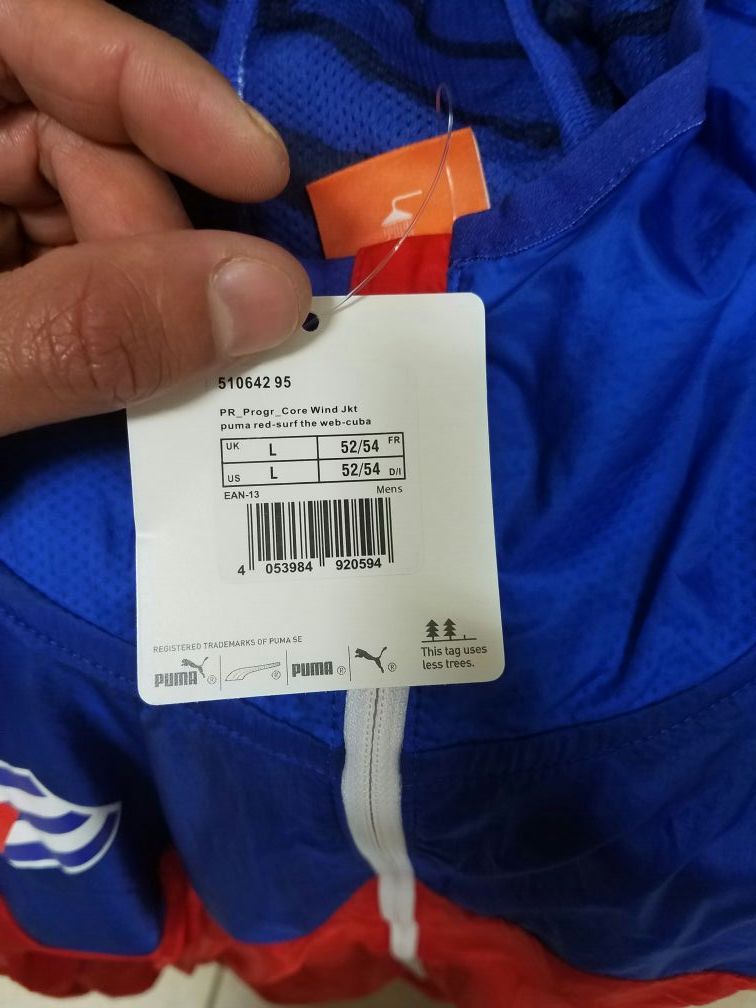 510642 95
PR_Progr_Core Wind Jkt
puma red-surf the web-cuba
UK L 52/54 FR
US L 52/54 D/I
EAN-13 Mens
4 053984 920594
REGISTERED TRADEMARKS OF PUMA SE
PUMA ® ® PUMA ® ®
This tag uses
less trees.